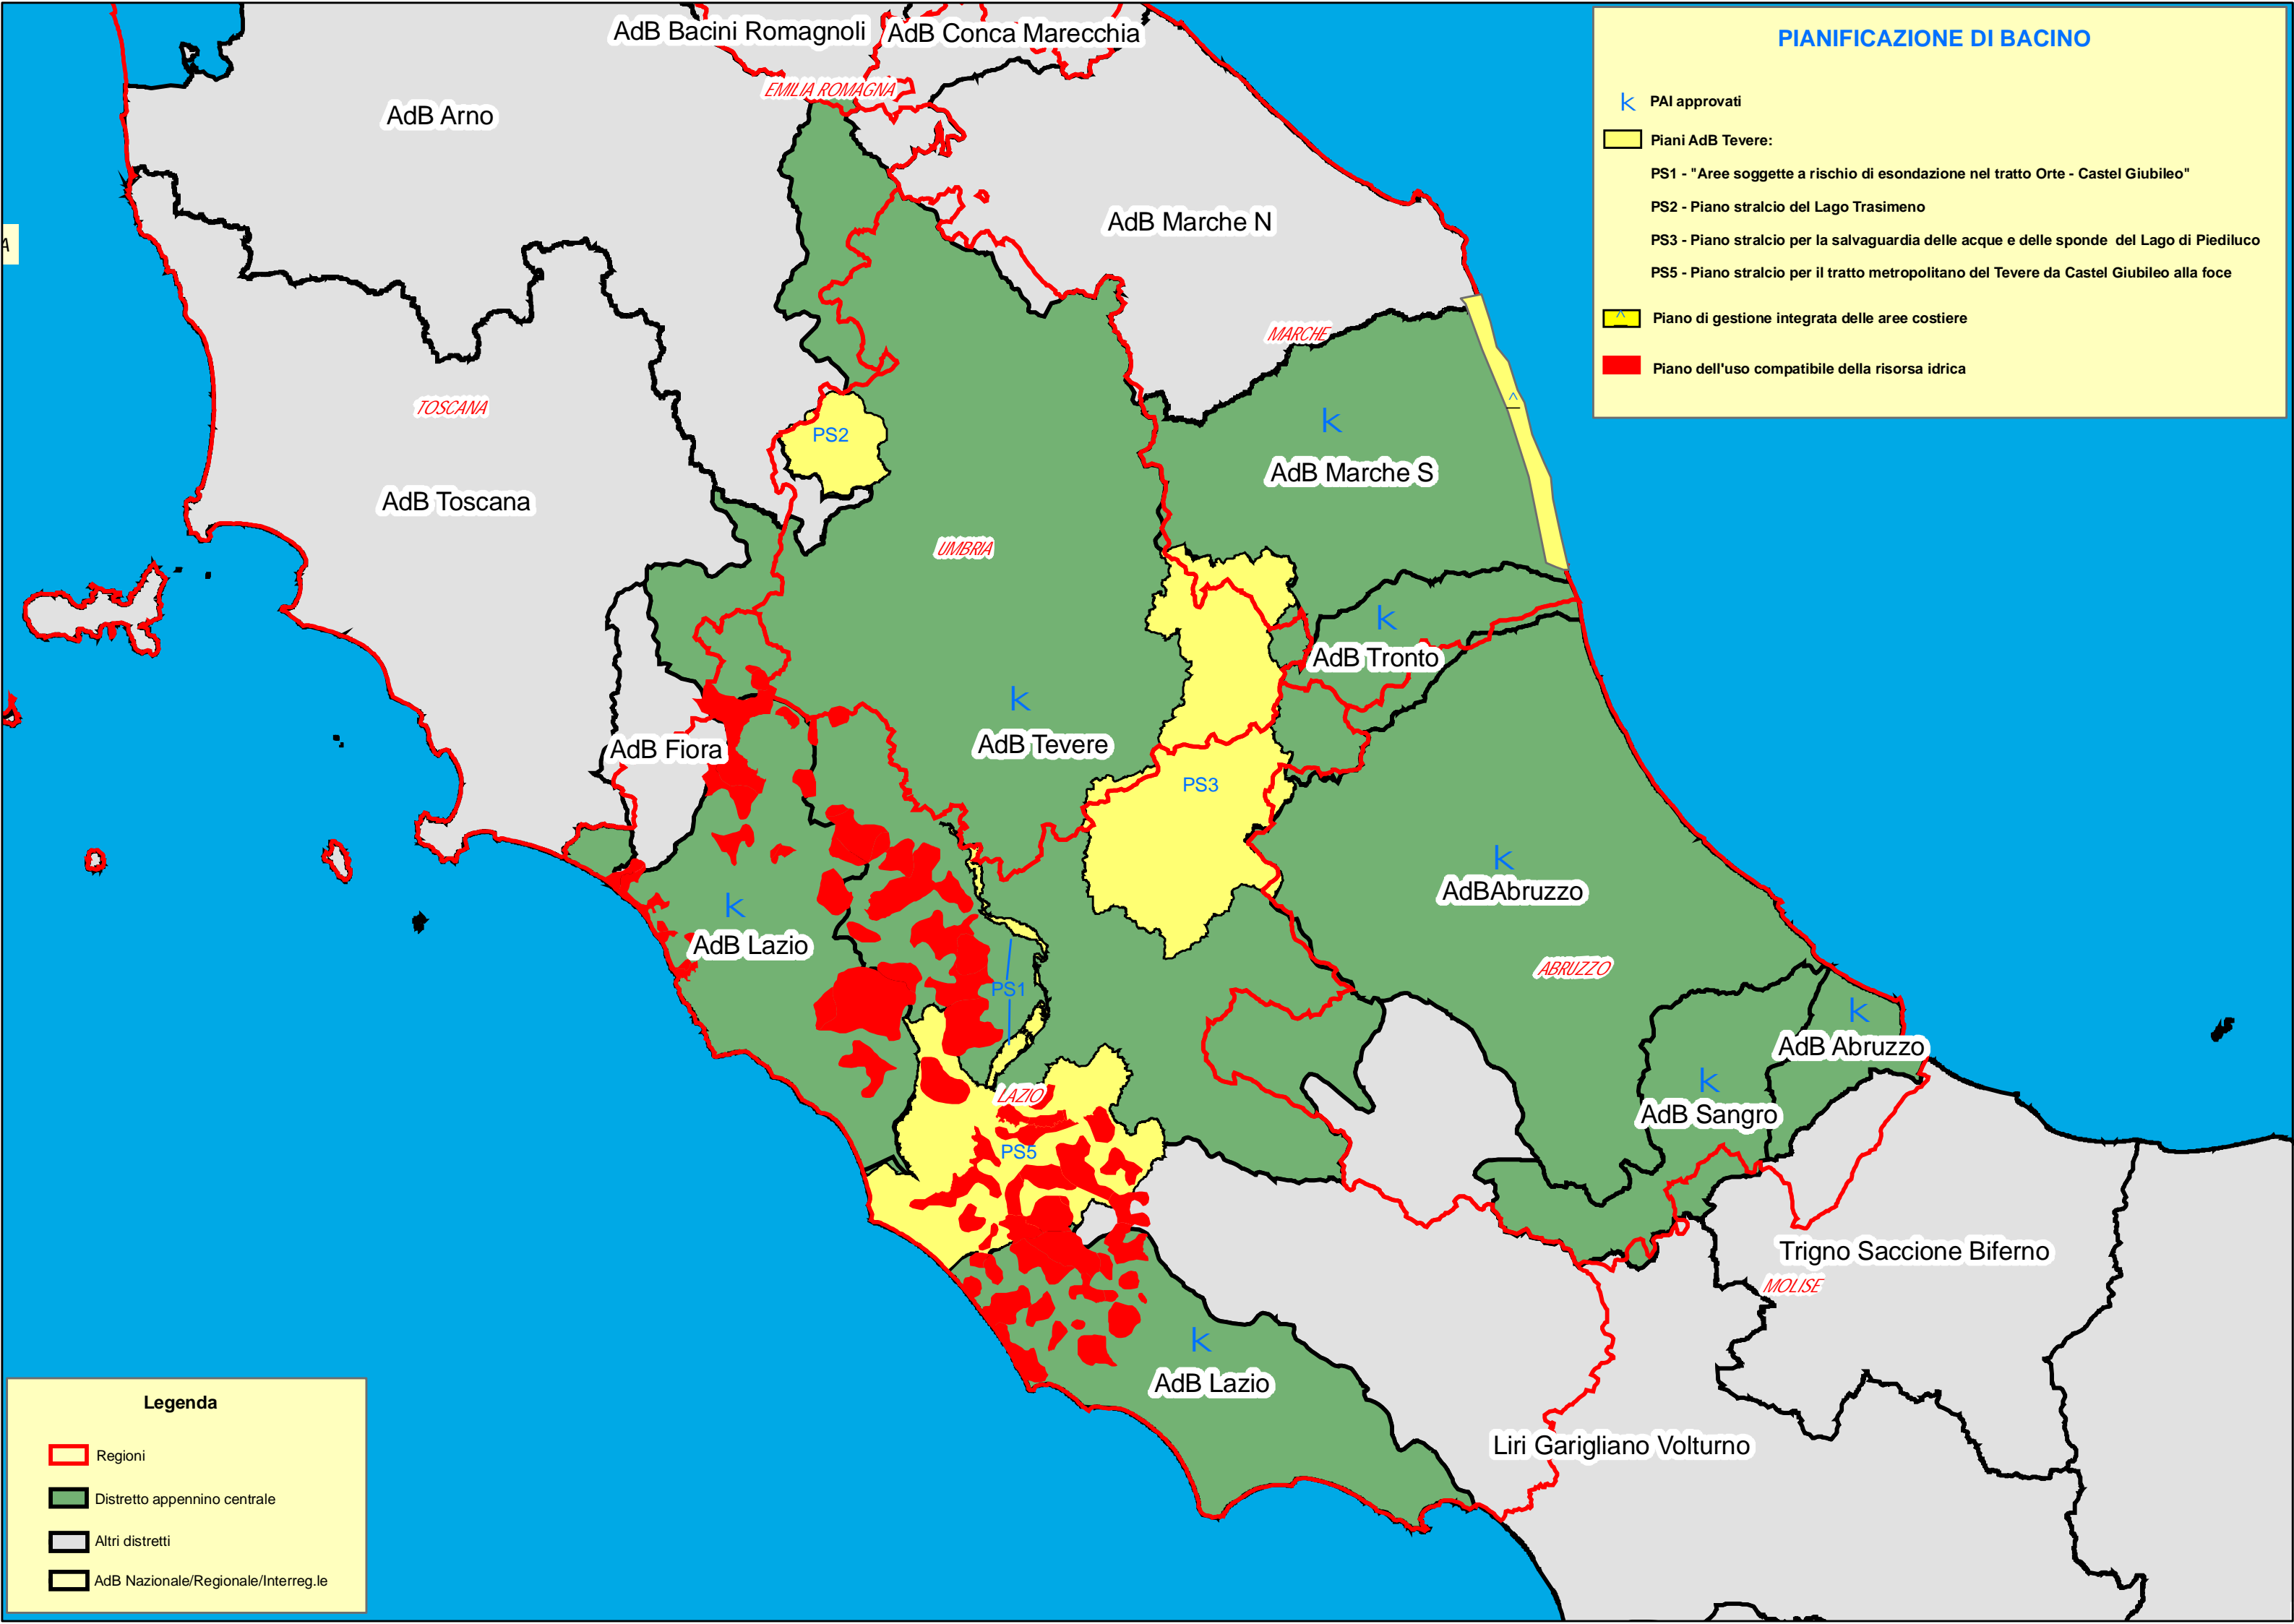 AdB Bacini Romagnoli
AdB Conca Marecchia
EMILIA ROMAGNA
AdB Arno
AdB Marche N
A
MARCHE
TOSCANA
k
PS2
AdB Marche S
AdB Toscana
UMBRIA
k
AdB Tronto
k
AdB Tevere
AdB Fiora
PS3
k
AdBAbruzzo
k
AdB Lazio
ABRUZZO
PS1
k
AdB Abruzzo
k
AdB Sangro
LAZIO
PS5
Trigno Saccione Biferno
MOLISE
k
AdB Lazio
Liri Garigliano Volturno
PIANIFICAZIONE DI BACINO
k PAI approvati
Piani AdB Tevere:
PS1 - "Aree soggette a rischio di esondazione nel tratto Orte - Castel Giubileo"
PS2 - Piano stralcio del Lago Trasimeno
PS3 - Piano stralcio per la salvaguardia delle acque e delle sponde del Lago di Piediluco
PS5 - Piano stralcio per il tratto metropolitano del Tevere da Castel Giubileo alla foce
Piano di gestione integrata delle aree costiere
Piano dell'uso compatibile della risorsa idrica
Legenda
Regioni
Distretto appennino centrale
Altri distretti
AdB Nazionale/Regionale/Interreg.le